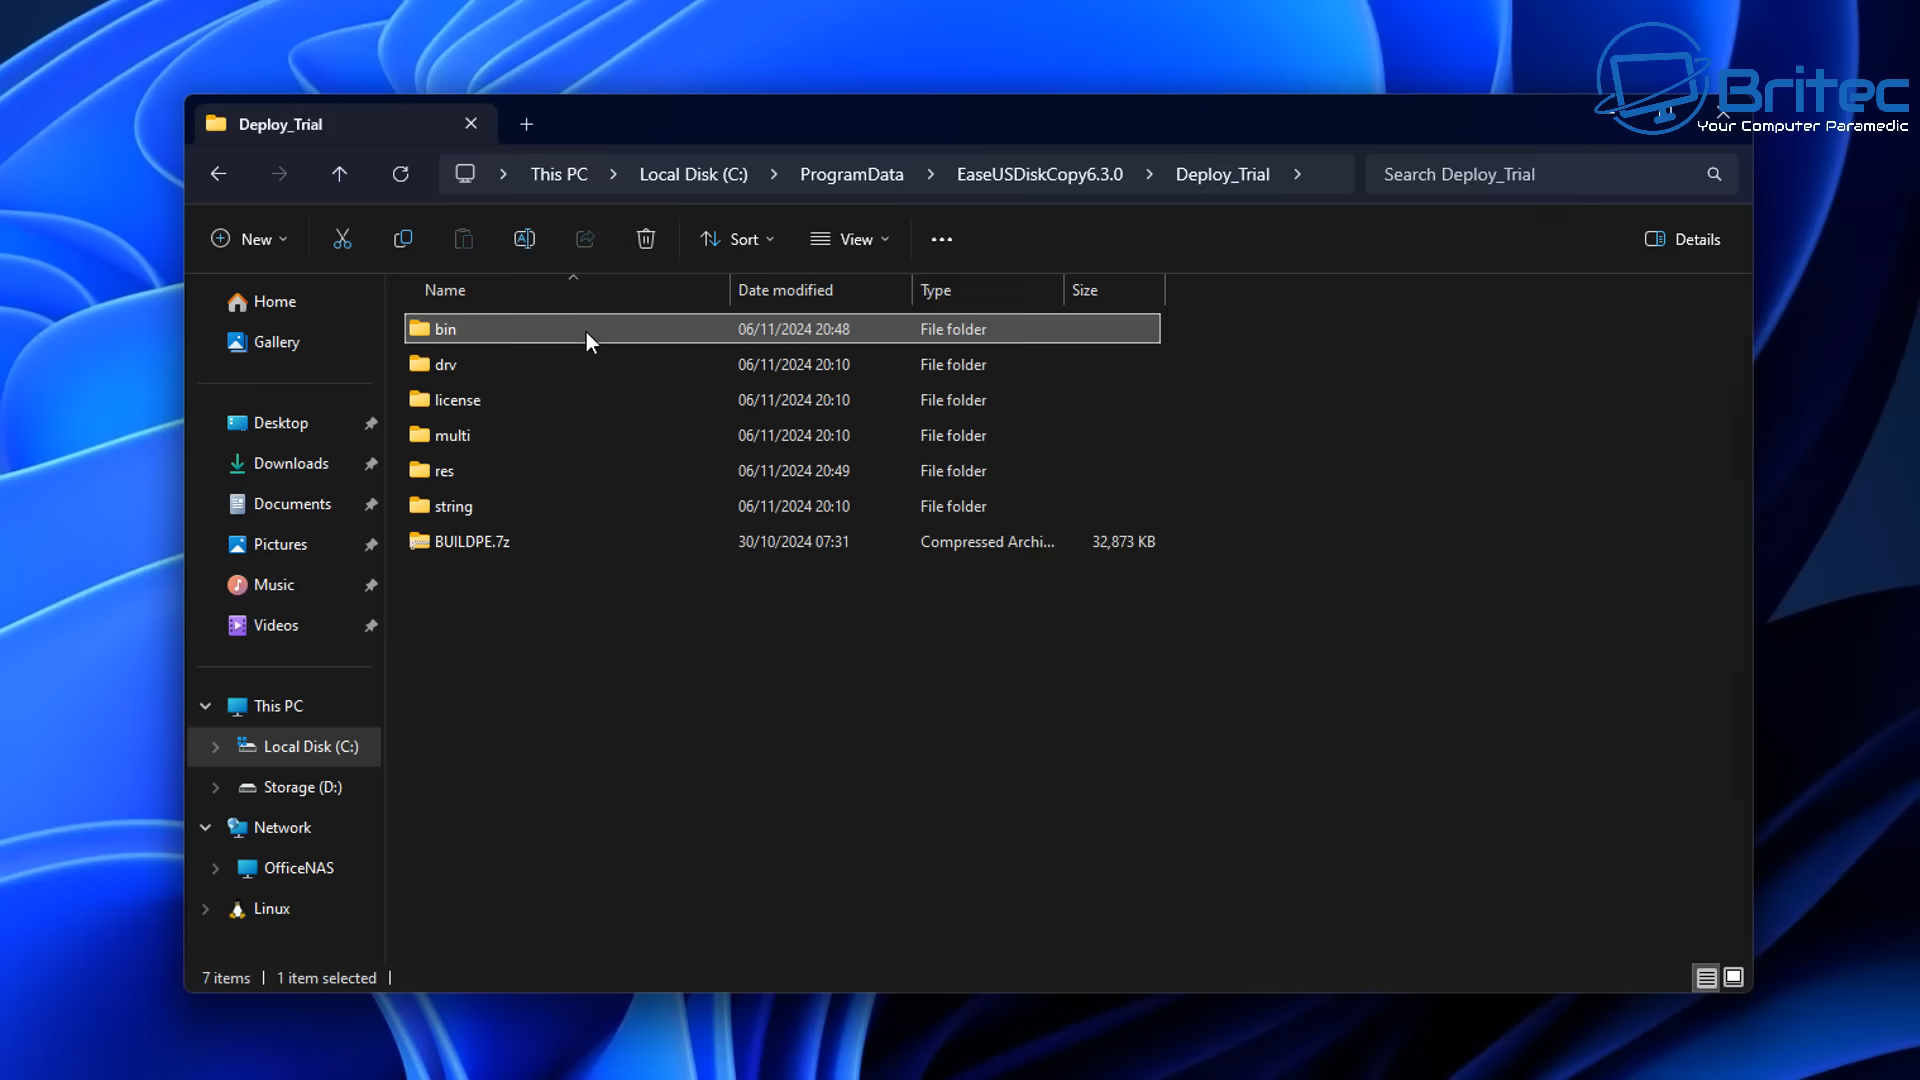 Britec
Your Computer Paramedic
Deploy_Trial
This PC
Local Disk (C:)
ProgramData
EaseUSDiskCopy6.3.0
Deploy_Trial
Search Deploy_Trial
New
Sort
View
Details
Home
Gallery
Desktop
Downloads
Documents
Pictures
Music
Videos
This PC
Local Disk (C:)
Storage (D:)
Network
OfficeNAS
Linux
Name Date modified Type Size
bin 06/11/2024 20:48 File folder
drv 06/11/2024 20:10 File folder
license 06/11/2024 20:10 File folder
multi 06/11/2024 20:10 File folder
res 06/11/2024 20:49 File folder
string 06/11/2024 20:10 File folder
BUILDPE.7z 30/10/2024 07:31 Compressed Archi... 32,873 KB
7 items 1 item selected